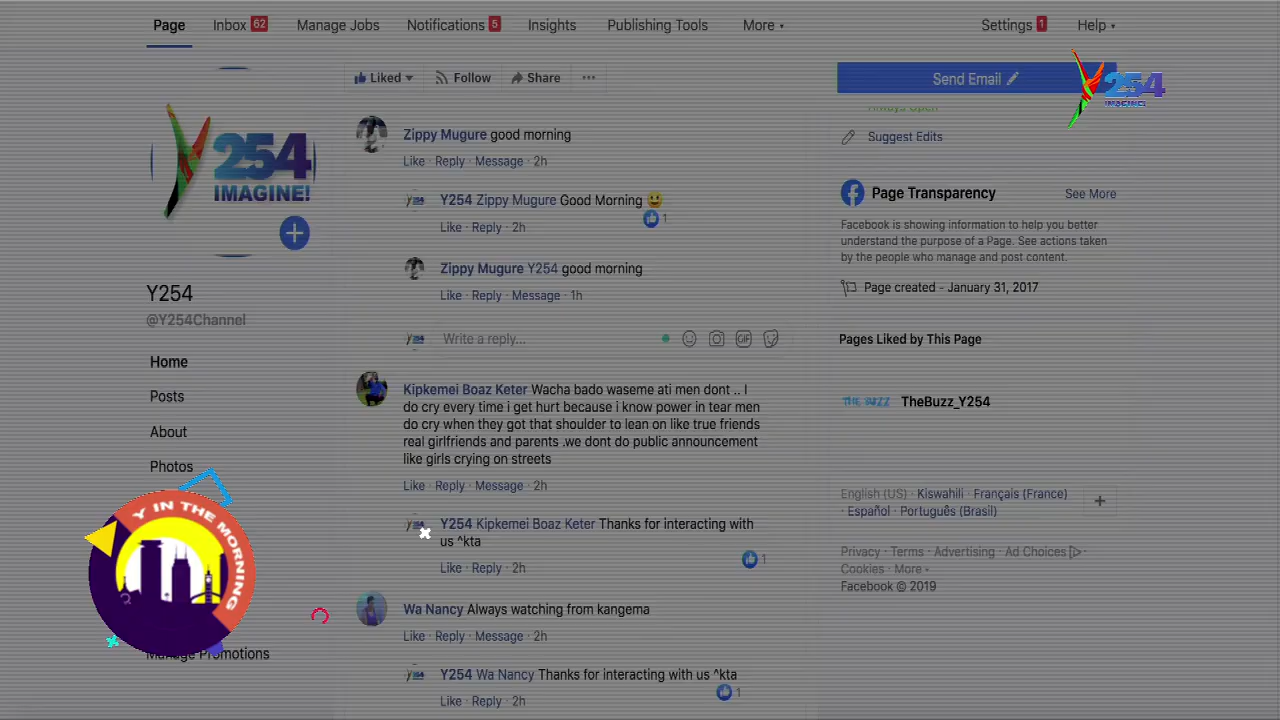 Page
Inbox 62
Manage Jobs
Notifications 5
Insights
Publishing Tools
More
Settings 1
Help
Liked
Follow
Share
Send Email
Y254
IMAGINE!
254
IMAGINE!
Always Open
Suggest Edits
Zippy Mugure good morning
Like · Reply · Message · 2h
Y254 Zippy Mugure Good Morning
1
Like · Reply · 2h
Zippy Mugure Y254 good morning
Like · Reply · Message · 1h
Write a reply...
GIF
Page Transparency
See More
Facebook is showing information to help you better
understand the purpose of a Page. See actions taken
by the people who manage and post content.
Page created - January 31, 2017
Pages Liked by This Page
THE BUZZ
TheBuzz_Y254
Y254
@Y254Channel
Home
Posts
About
Photos
Manage Promotions
Y IN THE MORNING
Kipkemei Boaz Keter Wacha bado waseme ati men dont .. I
do cry every time i get hurt because i know power in tear men
do cry when they got that shoulder to lean on like true friends
real girlfriends and parents .we dont do public announcement
like girls crying on streets
Like · Reply · Message · 2h
Y254 Kipkemei Boaz Keter Thanks for interacting with
us ^kta
1
Like · Reply · 2h
Wa Nancy Always watching from kangema
Like · Reply · Message · 2h
Y254 Wa Nancy Thanks for interacting with us ^kta
1
Like · Reply · 2h
English (US) · Kiswahili · Français (France)
· Español · Português (Brasil)
Privacy · Terms · Advertising · Ad Choices ·
Cookies · More
Facebook © 2019